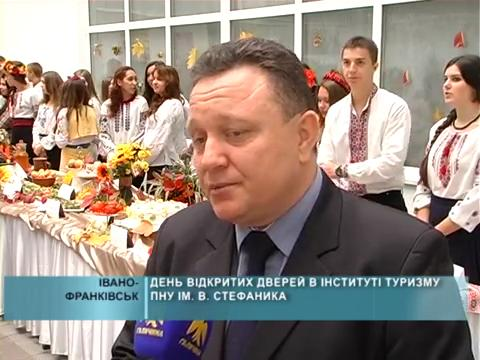 ІВАНО-
ФРАНКІВСЬК
ДЕНЬ ВІДКРИТИХ ДВЕРЕЙ В ІНСТИТУТІ ТУРИЗМУ
ПНУ ІМ. В. СТЕФАНИКА
ГАЛИЧИНА